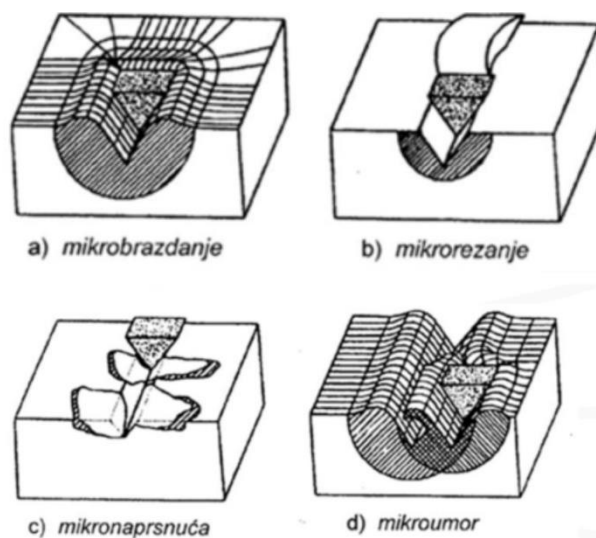 a) mikrobrazdanje
b) mikrorezanje
c) mikronaprsnuća
d) mikroumor